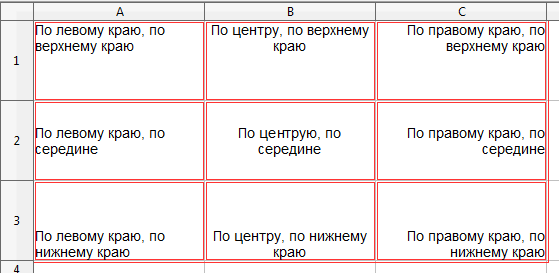 A B C
1
По левому краю, по
верхнему краю
По центру, по верхнему
краю
По правому краю, по
верхнему краю
2
По левому краю, по
середине
По центрую, по
середине
По правому краю, по
середине
3
По левому краю, по
нижнему краю
По центру, по нижнему
краю
По правому краю, по
нижнему краю
4